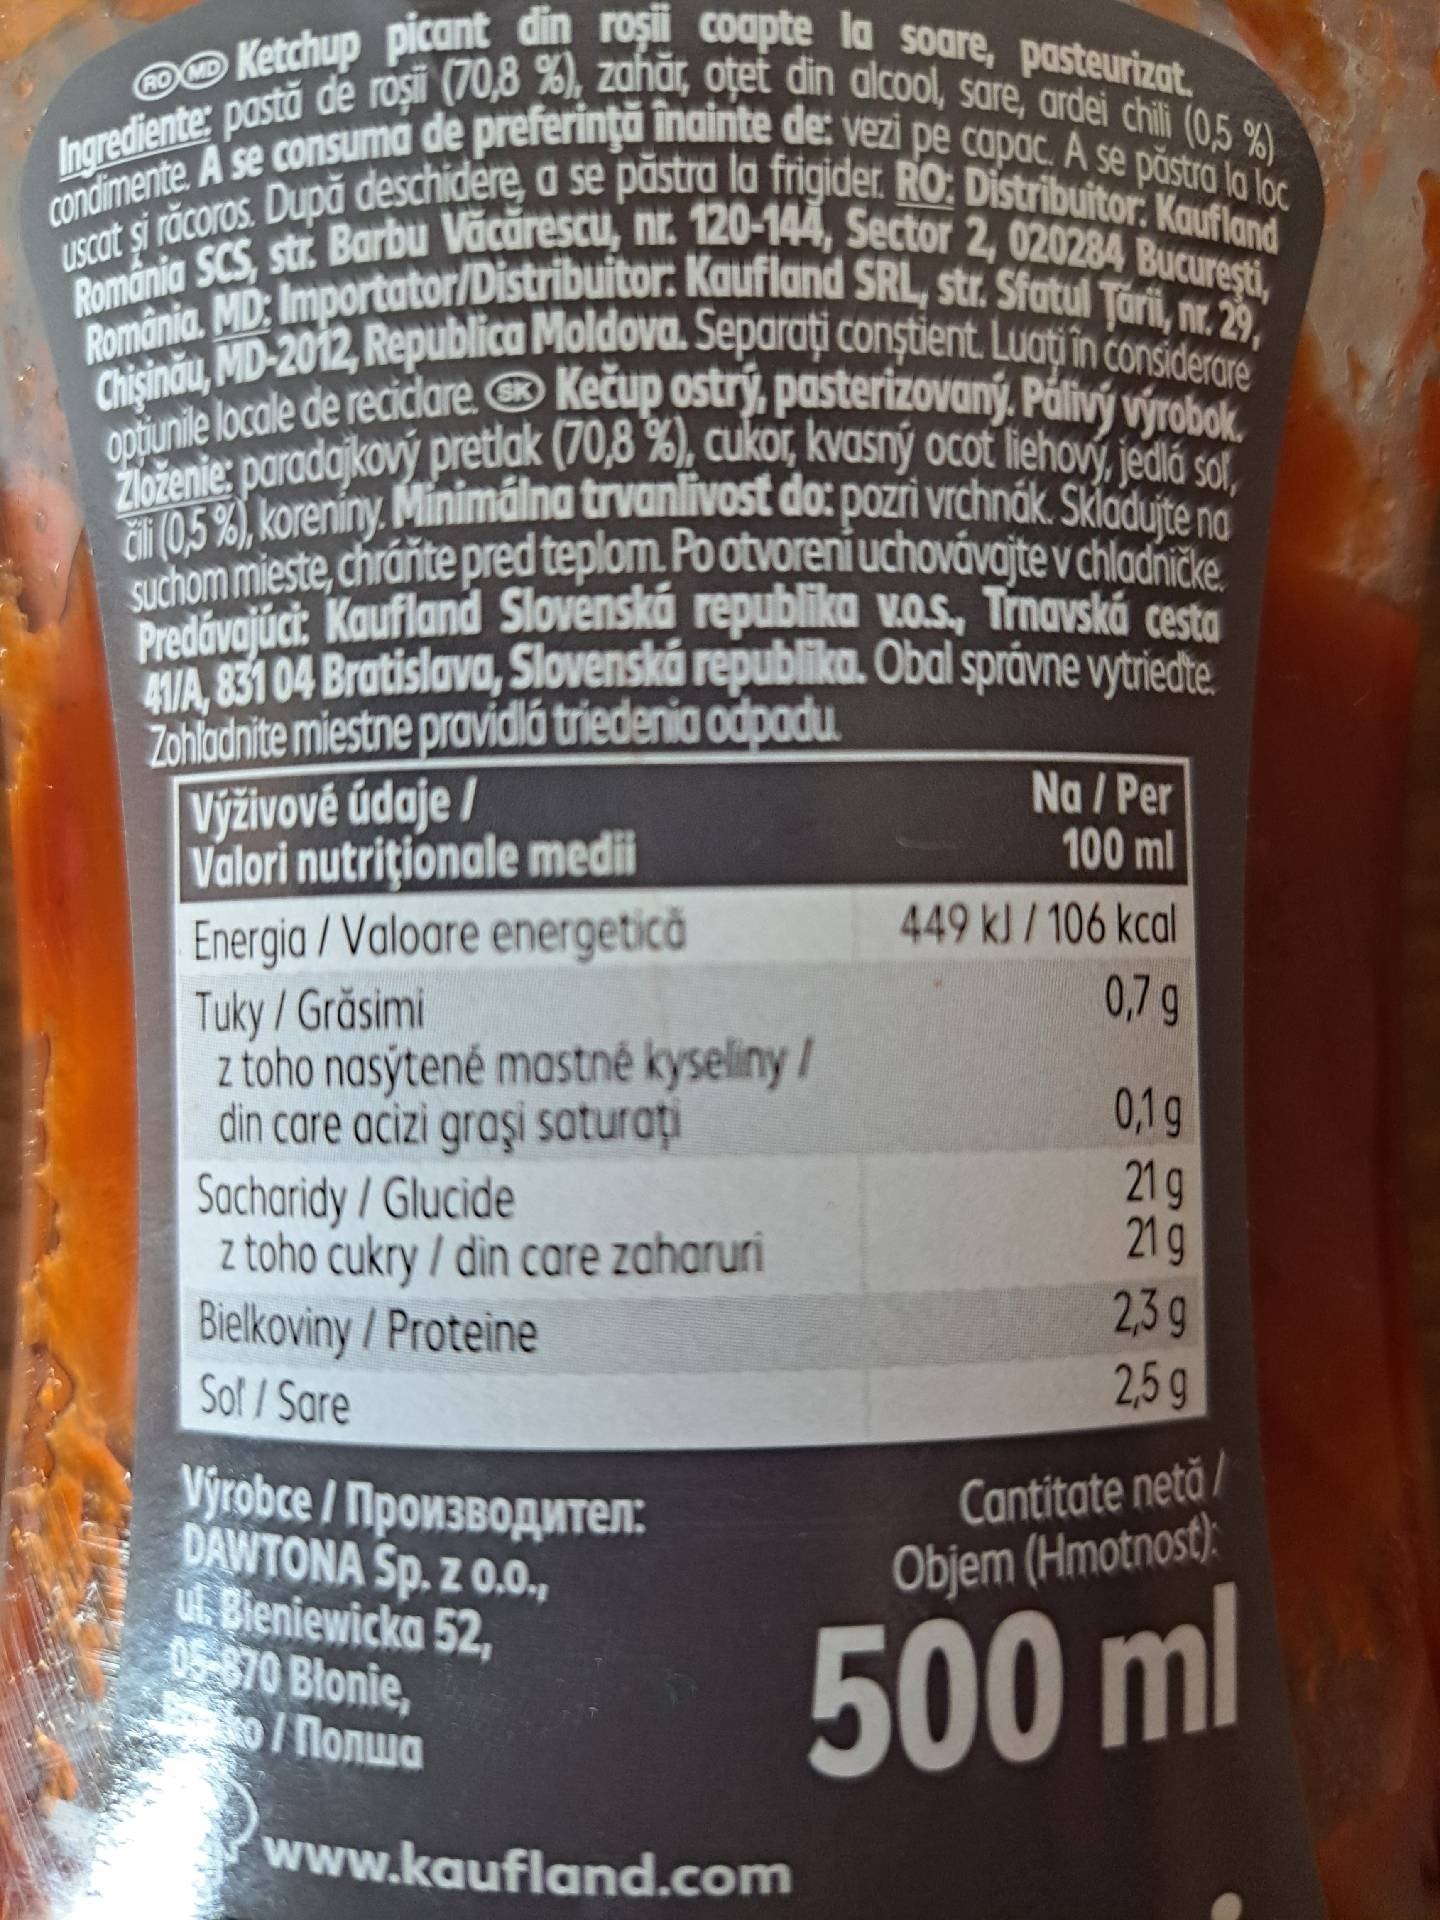 RO MD Ketchup picant din roșii coapte la soare, pasteurizat.
Ingrediente: pastă de roșii (70,8 %), zahăr, oțet din alcool, sare, ardei chili (0,5 %)
condimente. A se consuma de preferință înainte de: vezi pe capac. A se păstra la loc
uscat și răcoros. După deschidere, a se păstra la frigider. RO: Distribuitor: Kaufland
România SCS, str. Barbu Văcărescu, nr. 120-144, Sector 2, 020284 București,
România. MD: Importator/Distribuitor: Kaufland SRL, str. Sfatul Țării, nr. 29,
Chișinău, MD-2012, Republica Moldova. Separați conștient. Luați în considerare
opțiunile locale de reciclare. SK Kečup ostrý, pasterizovaný. Pálivý výrobok.
Zloženie: paradajkový pretlak (70,8 %), cukor, kvasný ocot liehový, jedlá soľ,
čili (0,5 %), koreniny. Minimálna trvanlivosť do: pozri vrchnák. Skladujte na
suchom mieste, chráňte pred teplom. Po otvorení uchovávajte v chladničke.
Predávajúci: Kaufland Slovenská republika v.o.s., Trnavská cesta
41/A, 831 04 Bratislava, Slovenská republika. Obal správne vytrieďte.
Zohľadnite miestne pravidlá triedenia odpadu.
Výživové údaje / Na / Per
Valori nutriționale medii 100 ml
Energia / Valoare energetică 449 kJ / 106 kcal
Tuky / Grăsimi 0,7 g
z toho nasýtené mastné kyseliny /
din care acizi grași saturați 0,1 g
Sacharidy / Glucide 21 g
z toho cukry / din care zaharuri 21 g
Bielkoviny / Proteine 2,3 g
Soľ / Sare 2,5 g
Výrobce / Производител:
DAWTONA Sp. z o.o.,
ul. Bieniewicka 52,
05-870 Błonie,
/ Полша
Cantitate netă /
Objem (Hmotnosť):
500 ml
www.kaufland.com